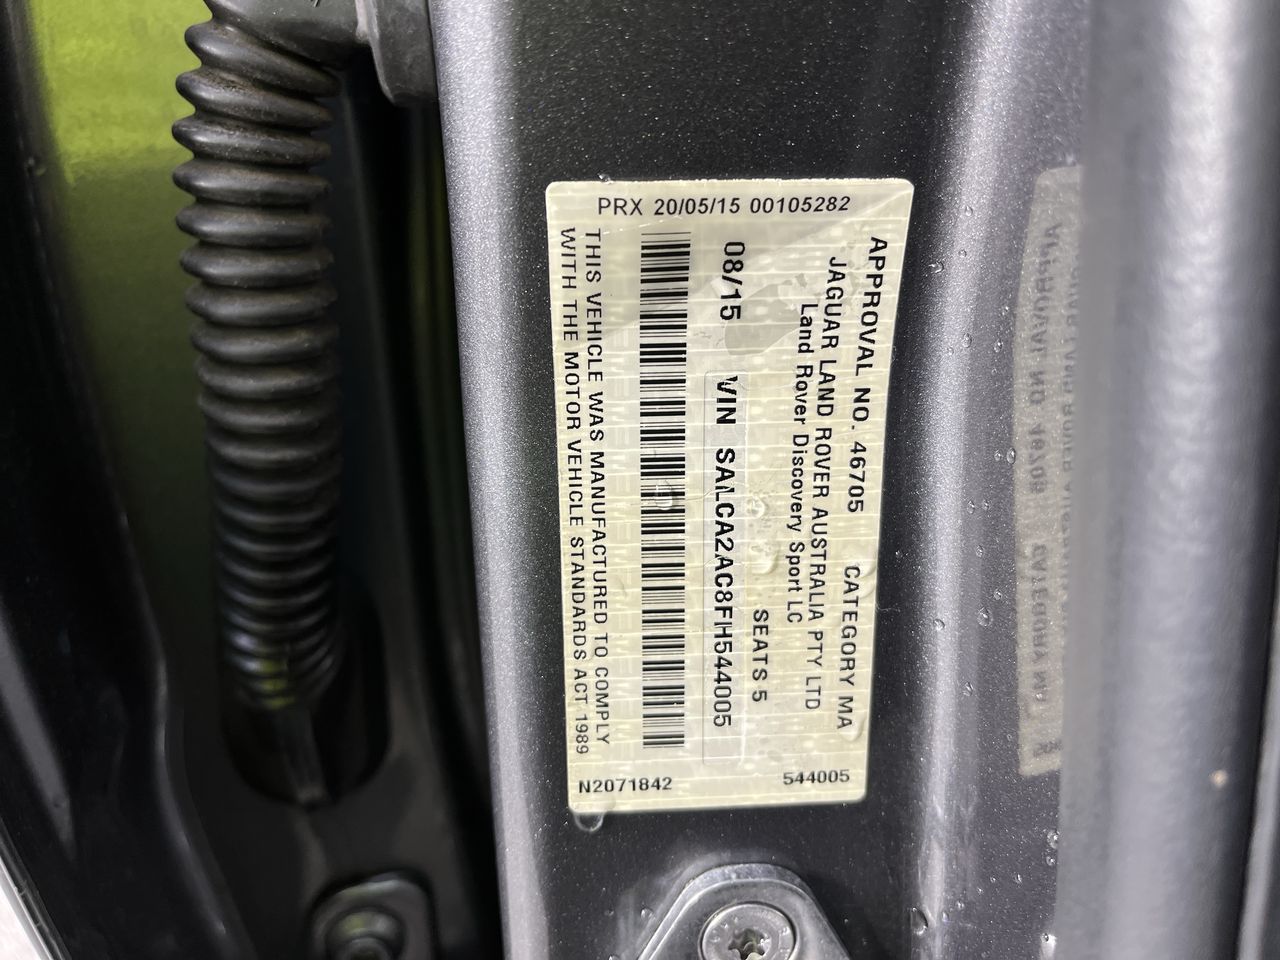 PRX 20/05/15 00105282
APPROVAL NO. 46705 CATEGORY MA
JAGUAR LAND ROVER AUSTRALIA PTY LTD
Land Rover Discovery Sport LC
SEATS 5
08/15 VIN SALCA2AC8FH544005
THIS VEHICLE WAS MANUFACTURED TO COMPLY
WITH THE MOTOR VEHICLE STANDARDS ACT 1989
N2071842 544005